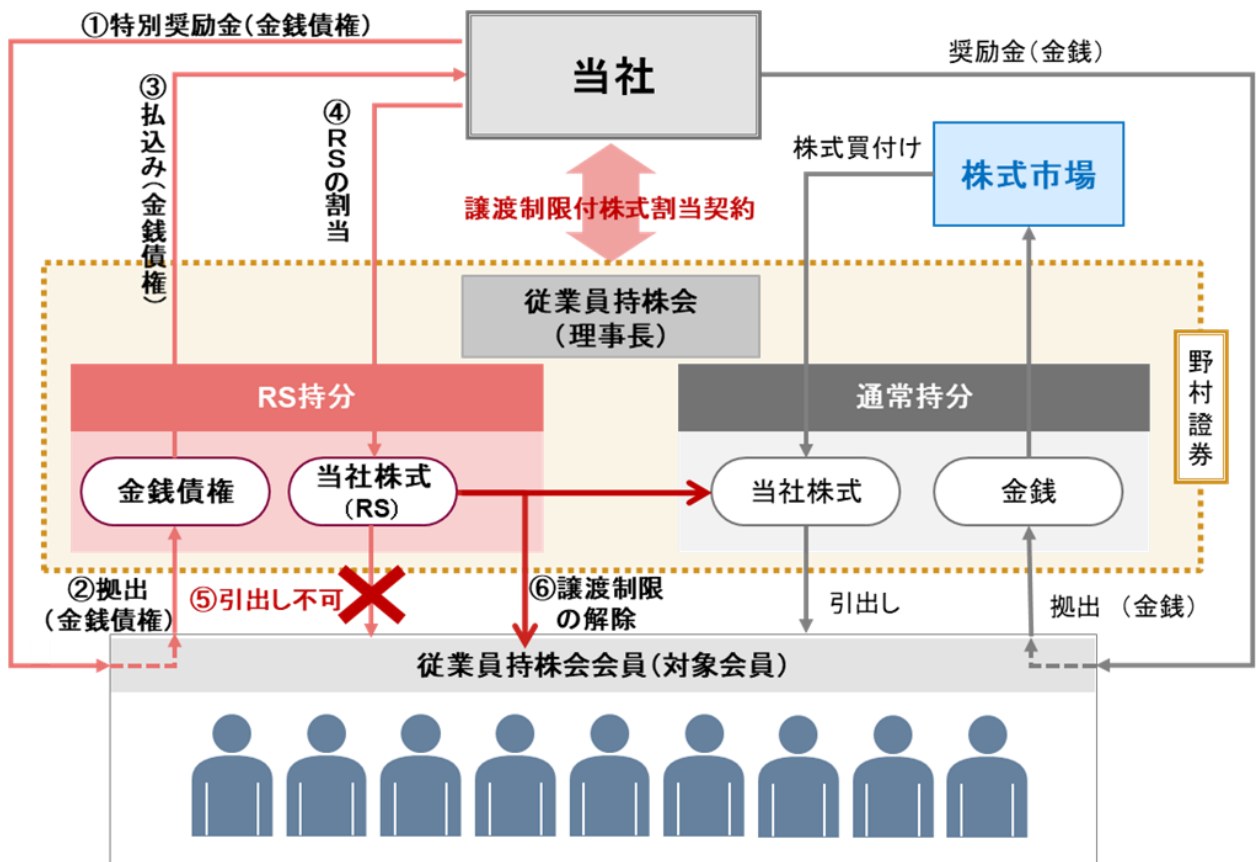 ①特別奨励金(金銭債権)
当社
奨励金(金銭)
③払込み(金銭債権)
④RSの割当
株式買付け
株式市場
譲渡制限付株式割当契約
従業員持株会
(理事長)
野村證券
RS持分
通常持分
金銭債権
当社株式
(RS)
当社株式
金銭
②拠出
(金銭債権)
⑤引出し不可
⑥譲渡制限
の解除
引出し
拠出 (金銭)
従業員持株会会員(対象会員)